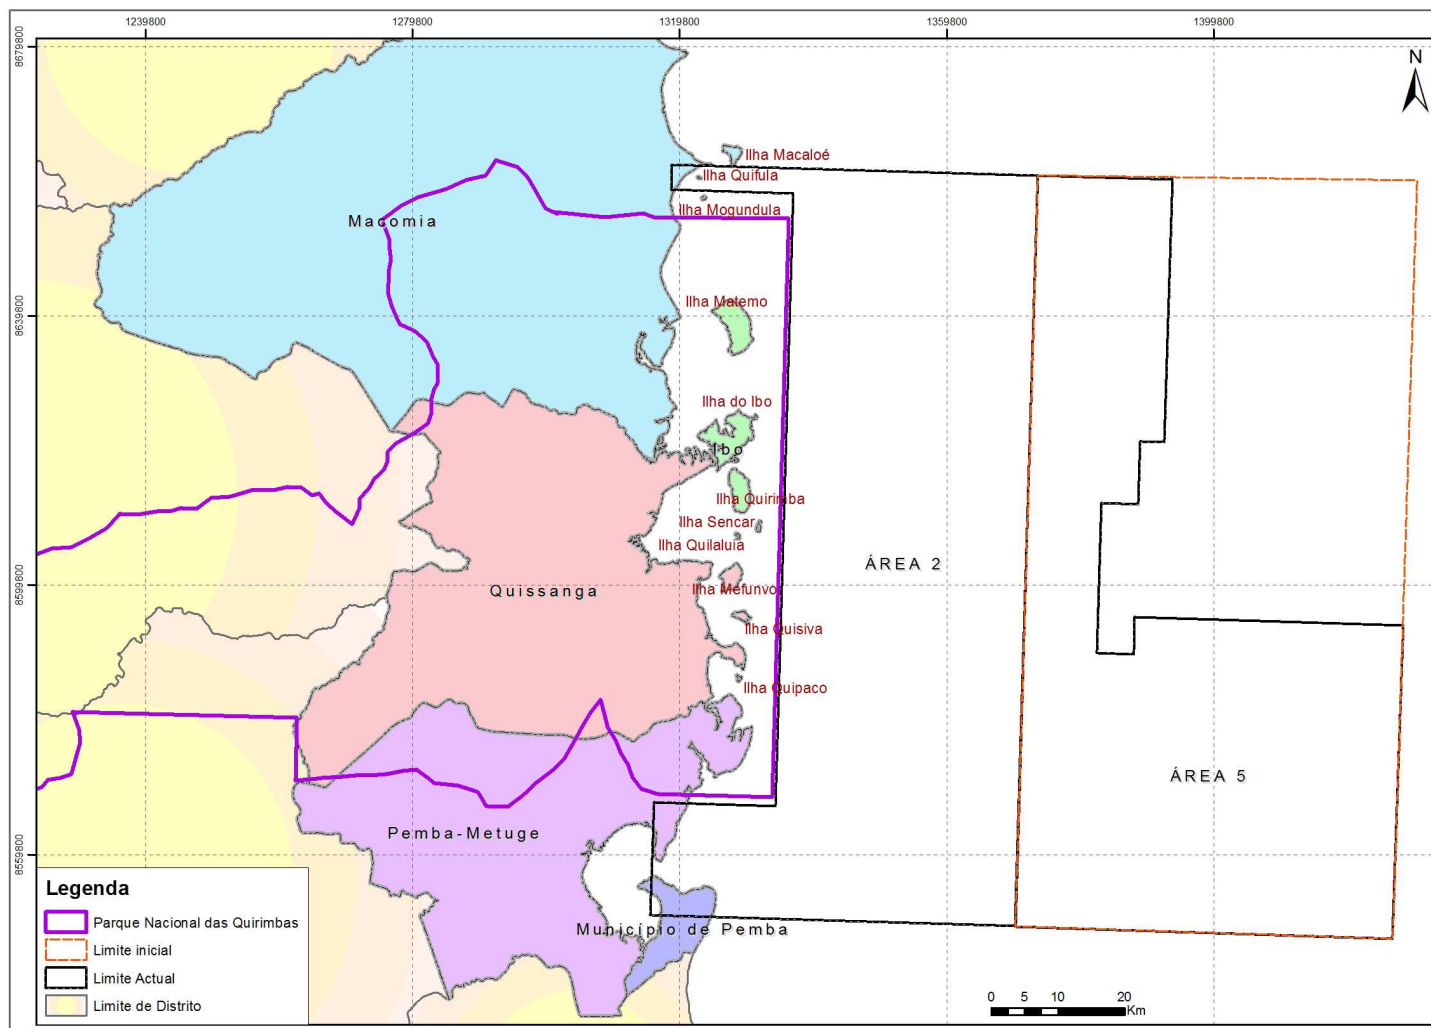 1239800
1279800
1319800
1359800
1399800
8679800
N
Ilha Macaloé
Ilha Quifula
Ilha Mogundula
Macomia
Ilha Matemo
8639800
Ilha do Ibo
Ibo
Ilha Quirimba
Ilha Sencar
Ilha Quilaluia
ÁREA 2
8599800
Quissanga
Ilha Mefunvo
Ilha Quisiva
Ilha Quipaco
ÁREA 5
Pemba-Metuge
8559800
Município de Pemba
Legenda
Parque Nacional das Quirimbas
Limite inicial
Limite Actual
Limite de Distrito
0 5 10 20
Km